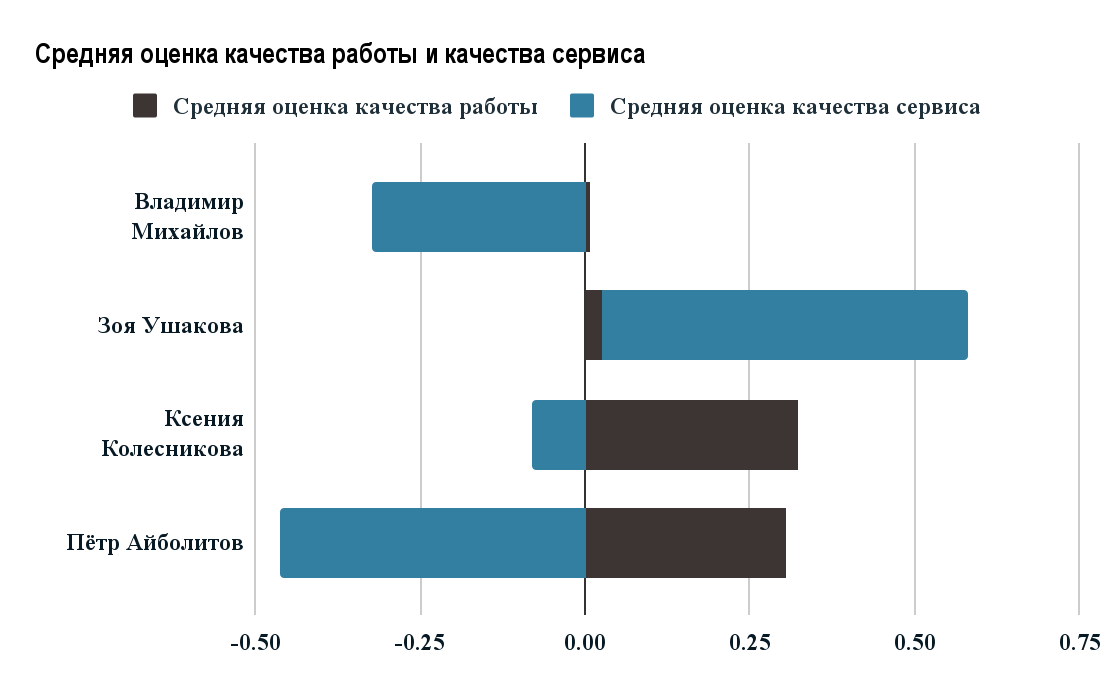 Средняя оценка качества работы и качества сервиса
Средняя оценка качества работы
Средняя оценка качества сервиса
Владимир
Михайлов
Зоя Ушакова
Ксения
Колесникова
Пётр Айболитов
-0.50
-0.25
0.00
0.25
0.50
0.75